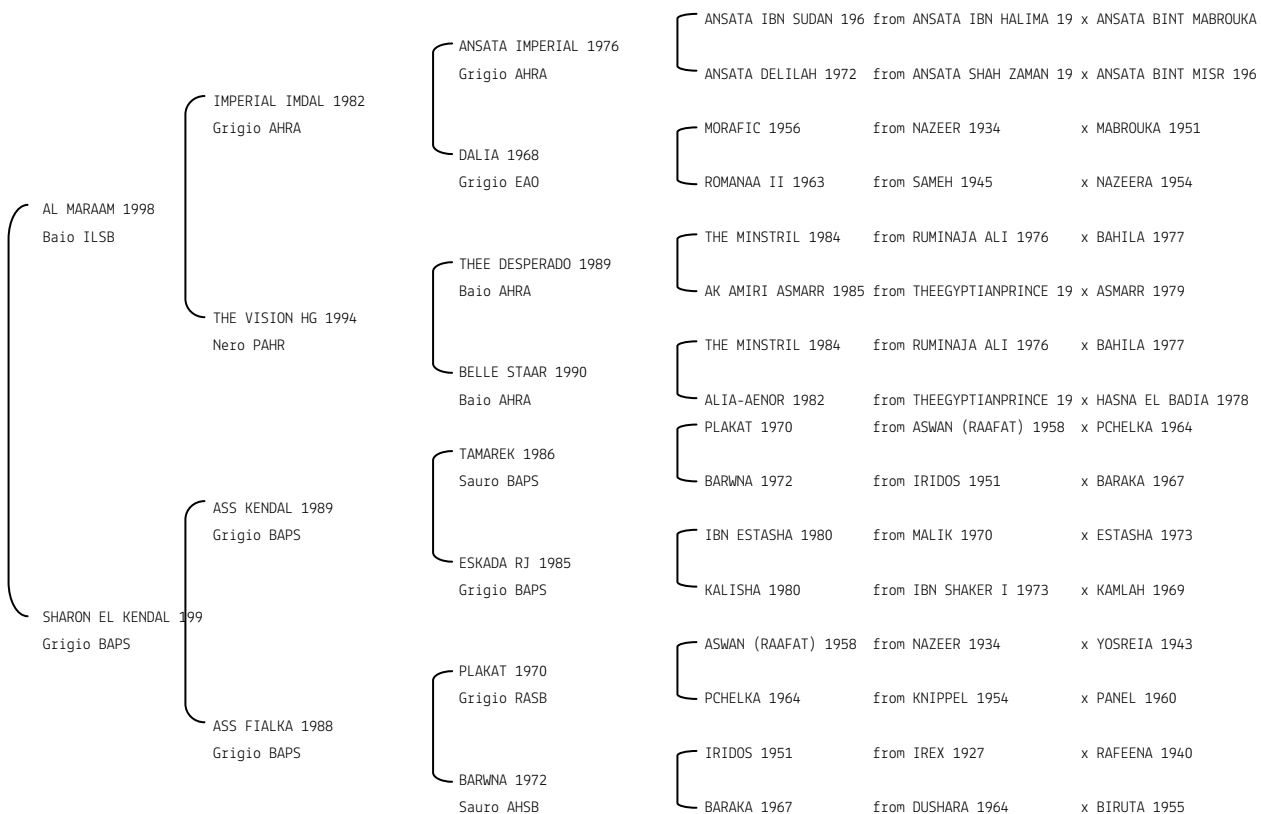 ANSATA IBN SUDAN 196 from ANSATA IBN HALIMA 19 x ANSATA BINT MABROUKA
ANSATA IMPERIAL 1976
Grigio AHRA
ANSATA DELILAH 1972 from ANSATA SHAH ZAMAN 19 x ANSATA BINT MISR 196
IMPERIAL IMDAL 1982
Grigio AHRA
MORAFIC 1956 from NAZEER 1934 x MABROUKA 1951
DALIA 1968
Grigio EAO
ROMANAA II 1963 from SAMEH 1945 x NAZEERA 1954
AL MARAAM 1998
Baio ILSB
THE MINSTRIL 1984 from RUMINAJA ALI 1976 x BAHILA 1977
THEE DESPERADO 1989
Baio AHRA
AK AMIRI ASMARR 1985 from THEEGYPTIANPRINCE 19 x ASMARR 1979
THE VISION HG 1994
Nero PAHR
THE MINSTRIL 1984 from RUMINAJA ALI 1976 x BAHILA 1977
BELLE STAAR 1990
Baio AHRA
ALIA-AENOR 1982 from THEEGYPTIANPRINCE 19 x HASNA EL BADIA 1978
PLAKAT 1970 from ASWAN (RAAFAT) 1958 x PCHELKA 1964
TAMAREK 1986
Sauro BAPS
BARWNA 1972 from IRIDOS 1951 x BARAKA 1967
ASS KENDAL 1989
Grigio BAPS
IBN ESTASHA 1980 from MALIK 1970 x ESTASHA 1973
ESKADA RJ 1985
Grigio BAPS
KALISHA 1980 from IBN SHAKER I 1973 x KAMLAH 1969
SHARON EL KENDAL 199
Grigio BAPS
ASWAN (RAAFAT) 1958 from NAZEER 1934 x YOSREIA 1943
PLAKAT 1970
Grigio RASB
PCHELKA 1964 from KNIPPEL 1954 x PANEL 1960
ASS FIALKA 1988
Grigio BAPS
IRIDOS 1951 from IREX 1927 x RAFEENA 1940
BARWNA 1972
Sauro AHSB
BARAKA 1967 from DUSHARA 1964 x BIRUTA 1955